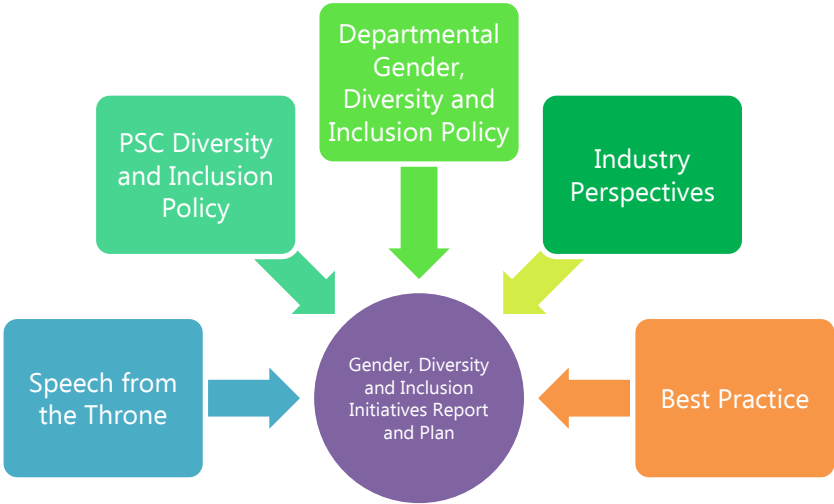 Departmental
Gender,
Diversity and
Inclusion Policy
PSC Diversity
and Inclusion
Policy
Industry
Perspectives
Speech from
the Throne
Gender, Diversity
and Inclusion
Initiatives Report
and Plan
Best Practice